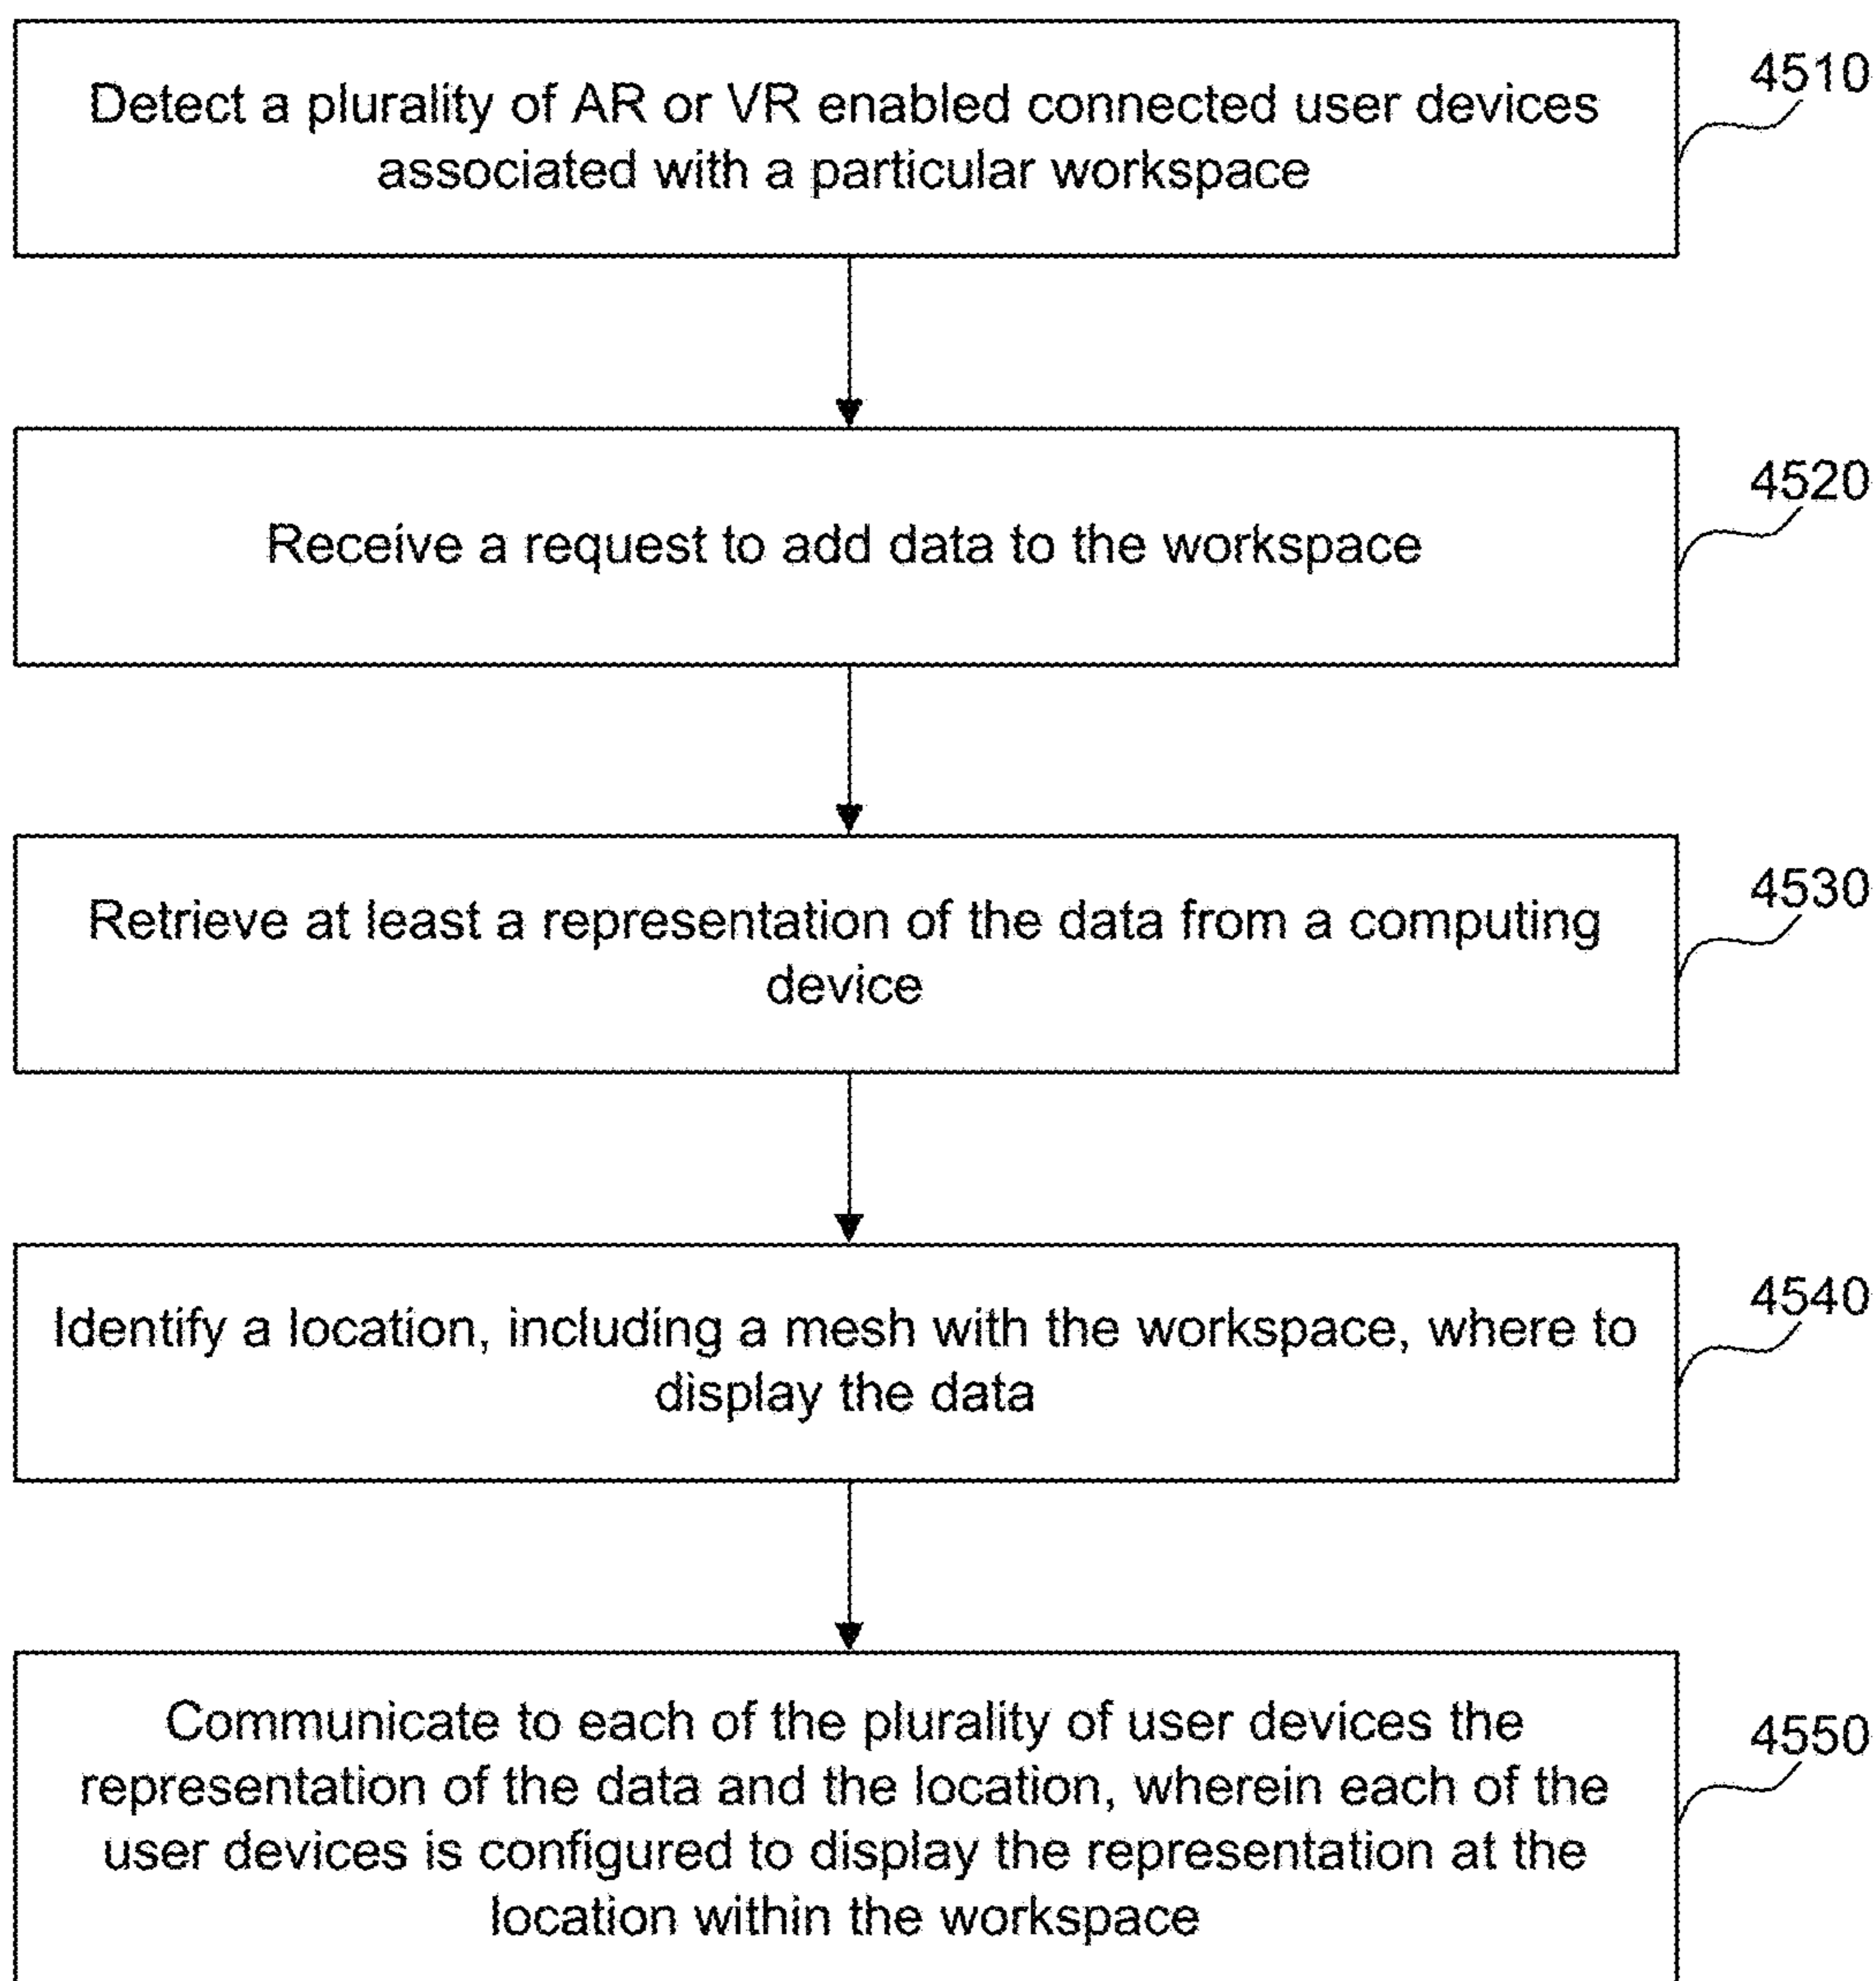 Detect a plurality of AR or VR enabled connected user devices
associated with a particular workspace
4510
Receive a request to add data to the workspace
4520
Retrieve at least a representation of the data from a computing
device
4530
Identify a location, including a mesh with the workspace, where to
display the data
4540
Communicate to each of the plurality of user devices the
representation of the data and the location, wherein each of the
user devices is configured to display the representation at the
location within the workspace
4550